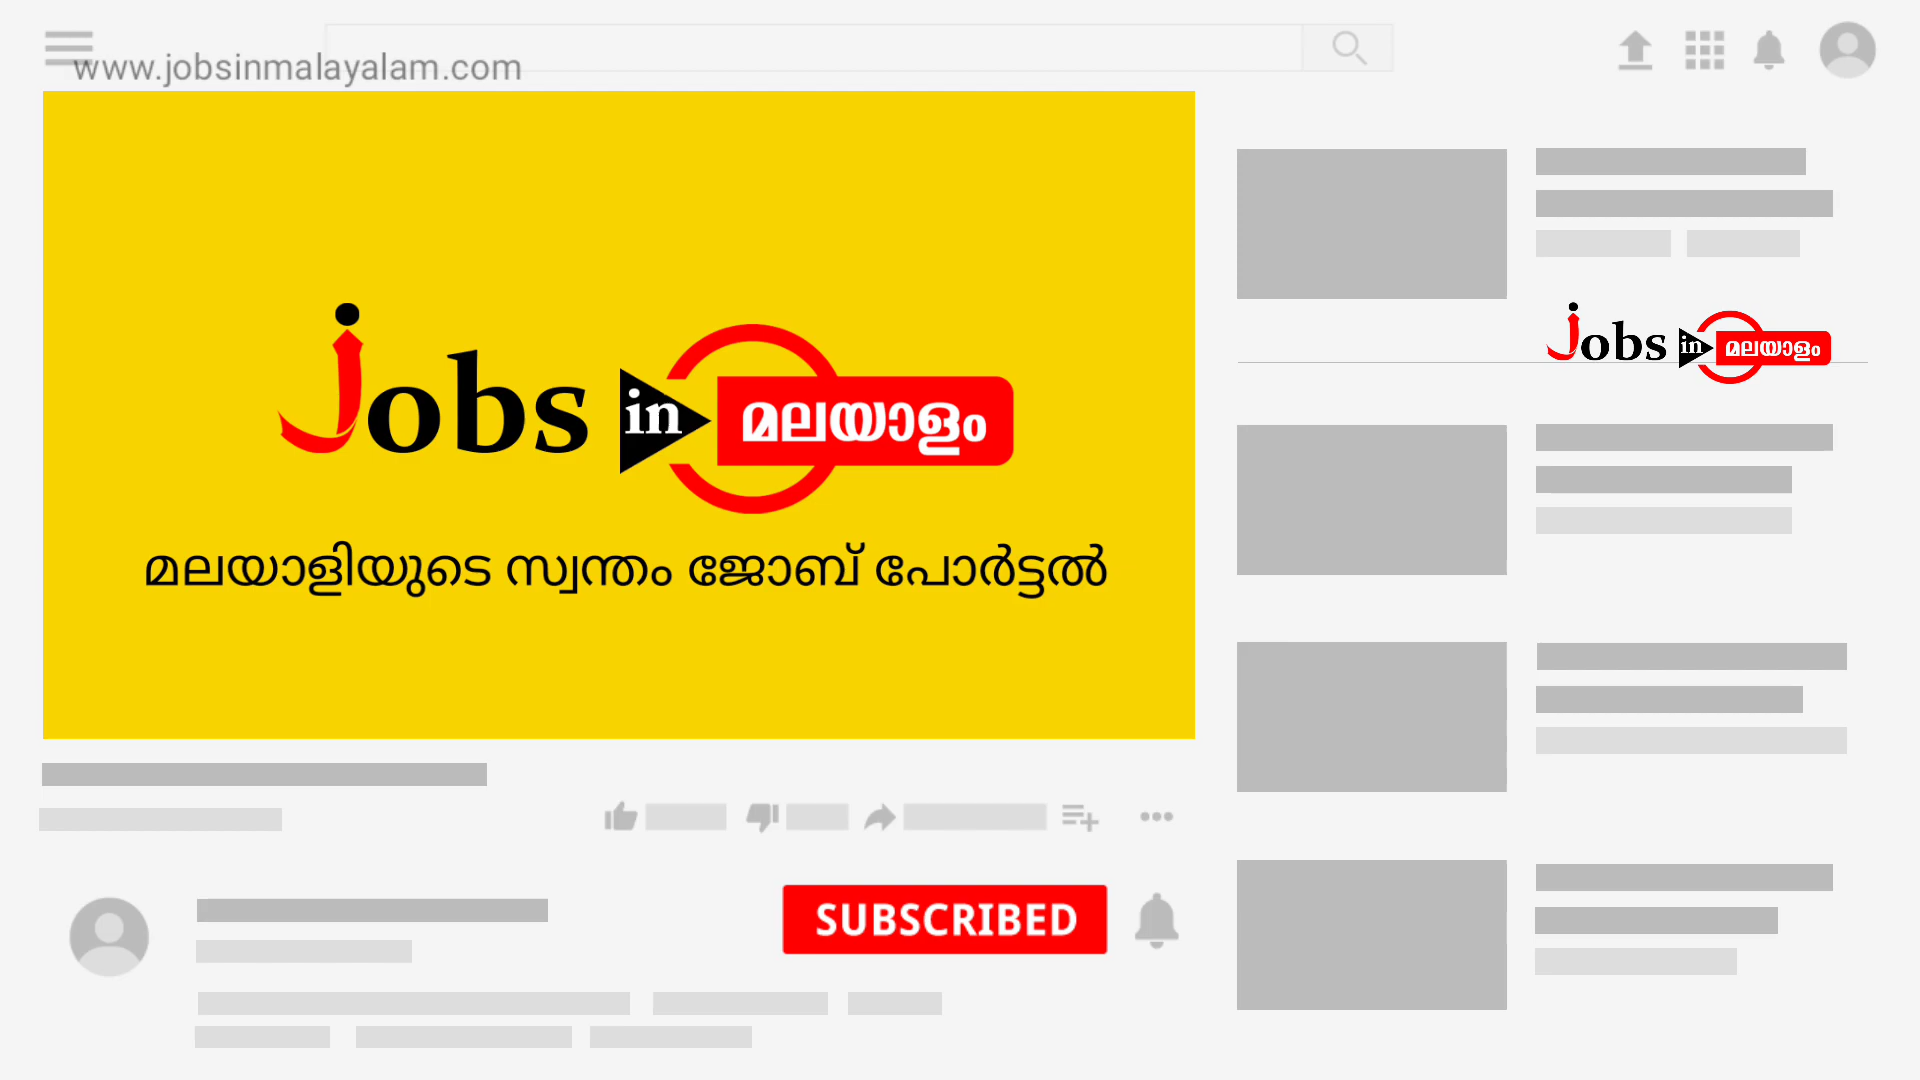 www.jobsinmalayalam.com
Jobs in മലയാളം
Jobs in മലയാളം
മലയാളിയുടെ സ്വന്തം ജോബ് പോർട്ടൽ
SUBSCRIBED